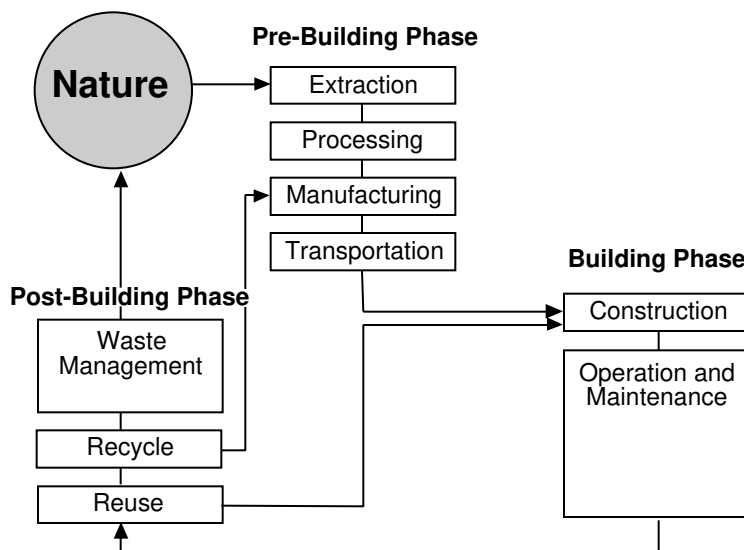 Pre-Building Phase
Nature
Extraction
Processing
Manufacturing
Transportation
Building Phase
Post-Building Phase
Construction
Waste
Management
Operation and
Maintenance
Recycle
Reuse